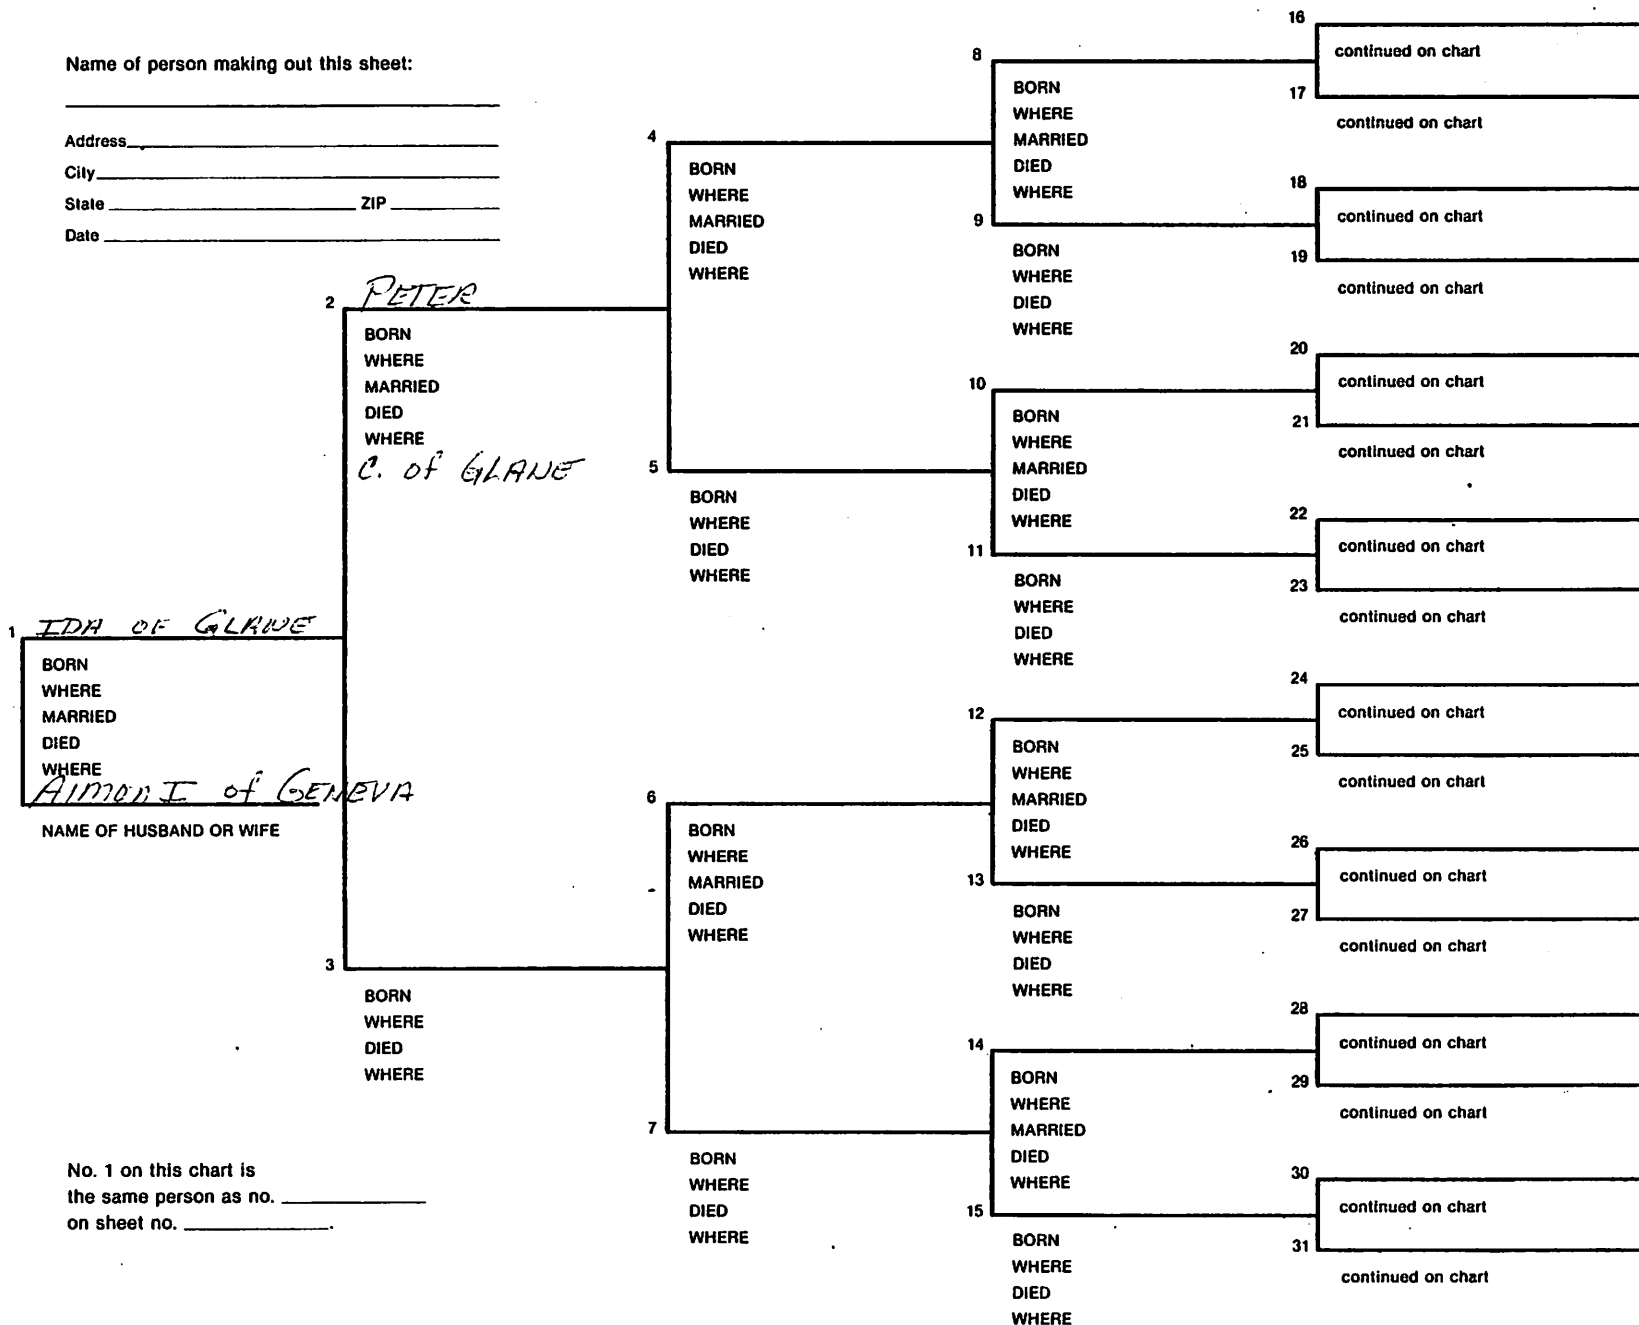 Name of person making out this sheet:
Address
City
State ZIP
Date
1 IDA OF GLANE
BORN
WHERE
MARRIED
DIED
WHERE
Aimon I of GENEVA
NAME OF HUSBAND OR WIFE
No. 1 on this chart is
the same person as no.
on sheet no. .
2 PETER
BORN
WHERE
MARRIED
DIED
WHERE
C. of GLANE
3
BORN
WHERE
DIED
WHERE
4
BORN
WHERE
MARRIED
DIED
WHERE
5
BORN
WHERE
DIED
WHERE
6
BORN
WHERE
MARRIED
DIED
WHERE
7
BORN
WHERE
DIED
WHERE
8
BORN
WHERE
MARRIED
DIED
WHERE
9
BORN
WHERE
DIED
WHERE
10
BORN
WHERE
MARRIED
DIED
WHERE
11
BORN
WHERE
DIED
WHERE
12
BORN
WHERE
MARRIED
DIED
WHERE
13
BORN
WHERE
DIED
WHERE
14
BORN
WHERE
MARRIED
DIED
WHERE
15
BORN
WHERE
DIED
WHERE
16
continued on chart
17
continued on chart
18
continued on chart
19
continued on chart
20
continued on chart
21
continued on chart
22
continued on chart
23
continued on chart
24
continued on chart
25
continued on chart
26
continued on chart
27
continued on chart
28
continued on chart
29
continued on chart
30
continued on chart
31
continued on chart